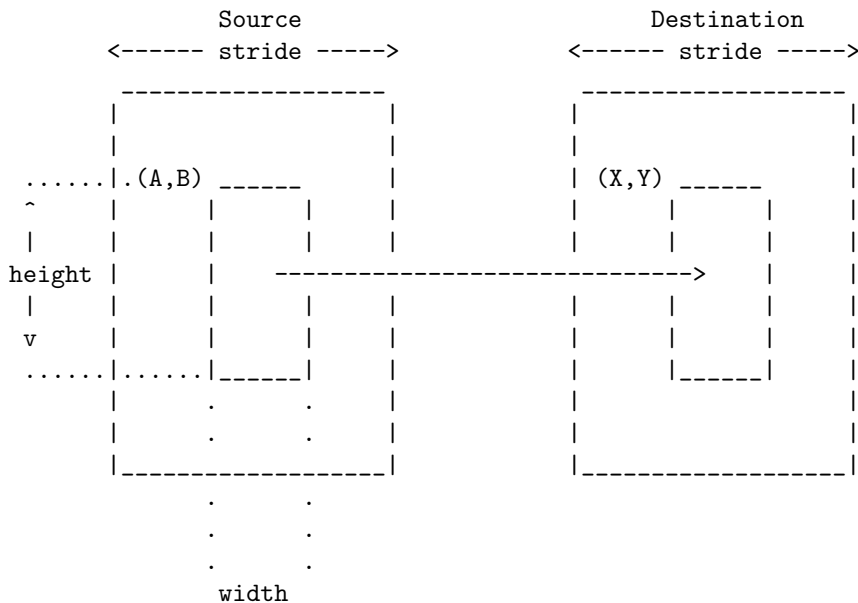 Source Destination
<------ stride -----> <------ stride ----->
(A,B) (X,Y)
^
height
v
width